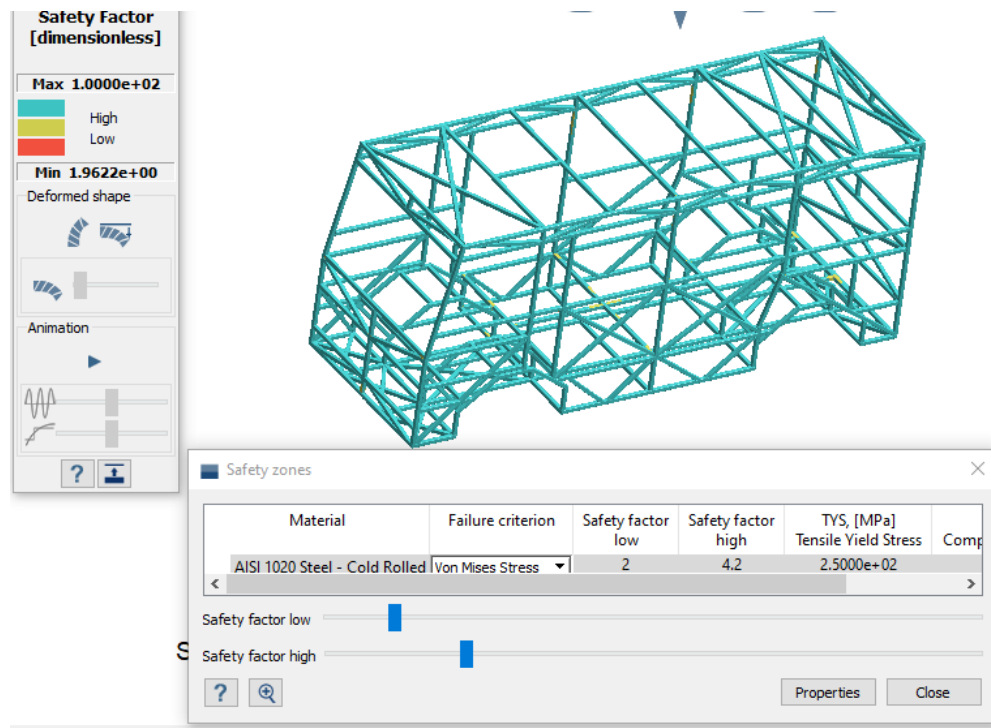 Safety Factor
[dimensionless]
Max 1.0000e+02
High
Low
Min 1.9622e+00
Deformed shape
Animation
?
Safety zones
Material Failure criterion Safety factor low Safety factor high TYS, [MPa] Tensile Yield Stress Comp
AISI 1020 Steel - Cold Rolled Von Mises Stress 2 4.2 2.5000e+02
Safety factor low
S
Safety factor high
?
Properties Close